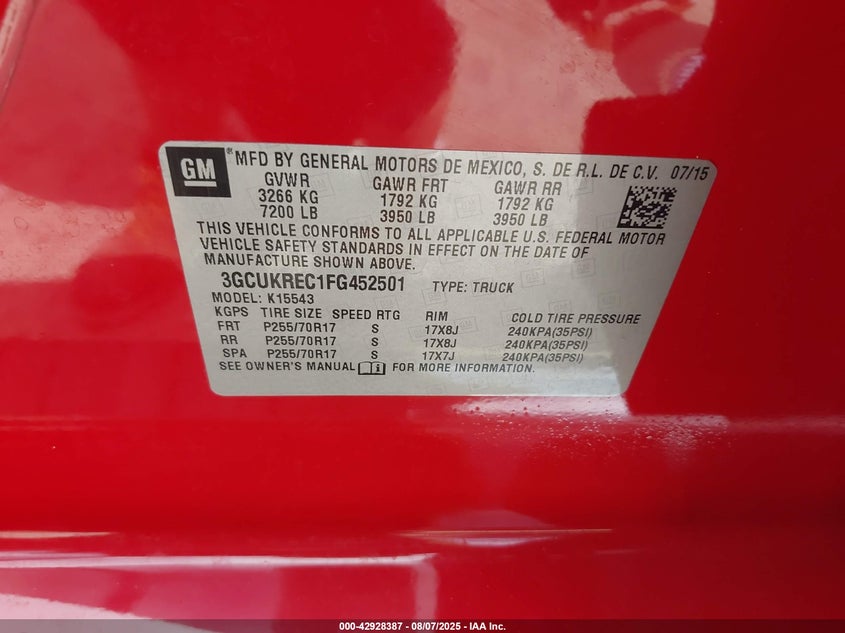 GM
MFD BY GENERAL MOTORS DE MEXICO, S. DE R.L. DE C.V. 07/15
GVWR GAWR FRT GAWR RR
3266 KG 1792 KG 1792 KG
7200 LB 3950 LB 3950 LB
THIS VEHICLE CONFORMS TO ALL APPLICABLE U.S. FEDERAL MOTOR
VEHICLE SAFETY STANDARDS IN EFFECT ON THE DATE OF
MANUFACTURE SHOWN ABOVE.
3GCUKREC1FG452501 TYPE: TRUCK
MODEL: K15543
KGPS TIRE SIZE SPEED RTG RIM COLD TIRE PRESSURE
FRT P255/70R17 S 17X8J 240KPA(35PSI)
RR P255/70R17 S 17X8J 240KPA(35PSI)
SPA P255/70R17 S 17X7J 240KPA(35PSI)
SEE OWNER'S MANUAL FOR MORE INFORMATION.
000-42928387 - 08/07/2025 - IAA Inc.